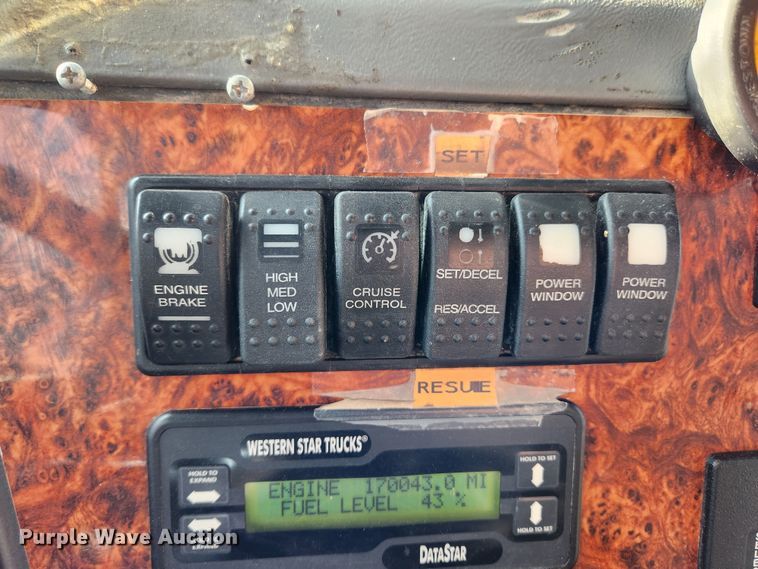 SET
ENGINE
BRAKE
HIGH
MED
LOW
CRUISE
CONTROL
SET/DECEL
RES/ACCEL
POWER
WINDOW
POWER
WINDOW
RESUE
WESTERN STAR TRUCKS®
HOLD TO
EXPAND
HOLD TO SET
ENGINE 170043.0 MI
FUEL LEVEL 43 %
EXPAND
HOLD TO SET
DATASTAR
Purple Wave Auction